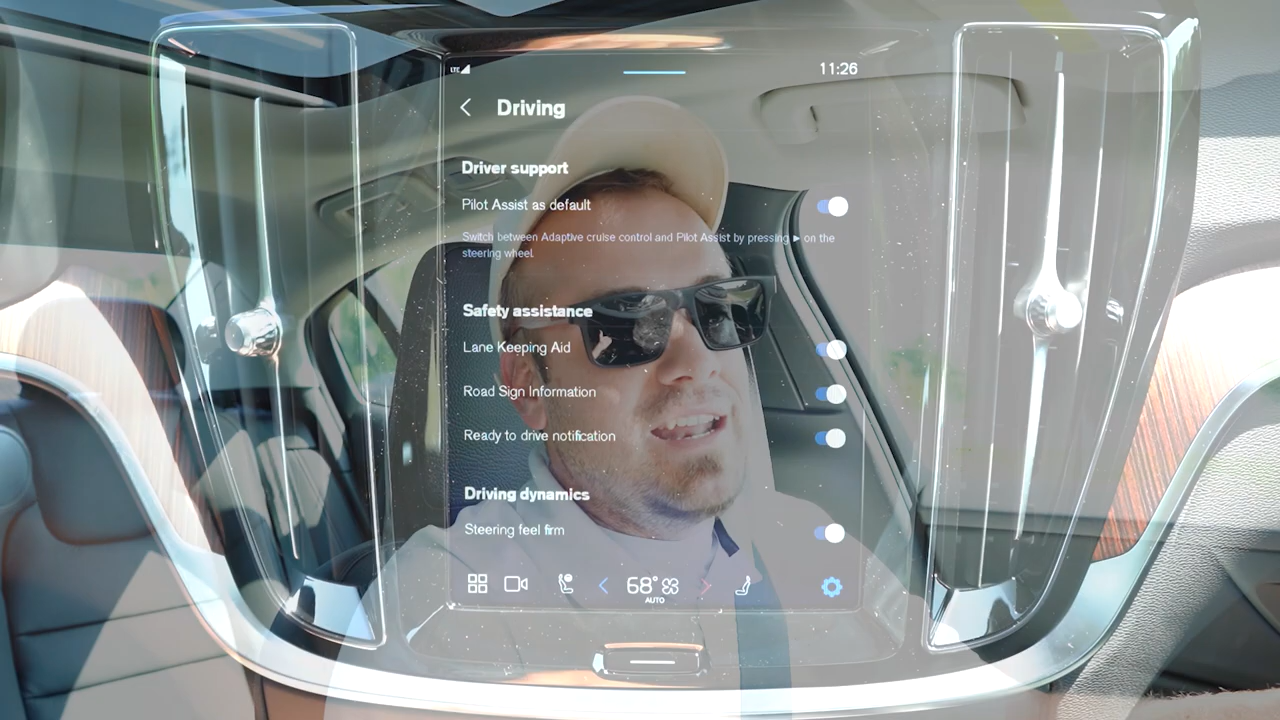 LTE
11:26
Driving
Driver support
Pilot Assist as default
Switch between Adaptive cruise control and Pilot Assist by pressing ▶ on the
steering wheel.
Safety assistance
Lane Keeping Aid
Road Sign Information
Ready to drive notification
Driving dynamics
Steering feel firm
68°
AUTO